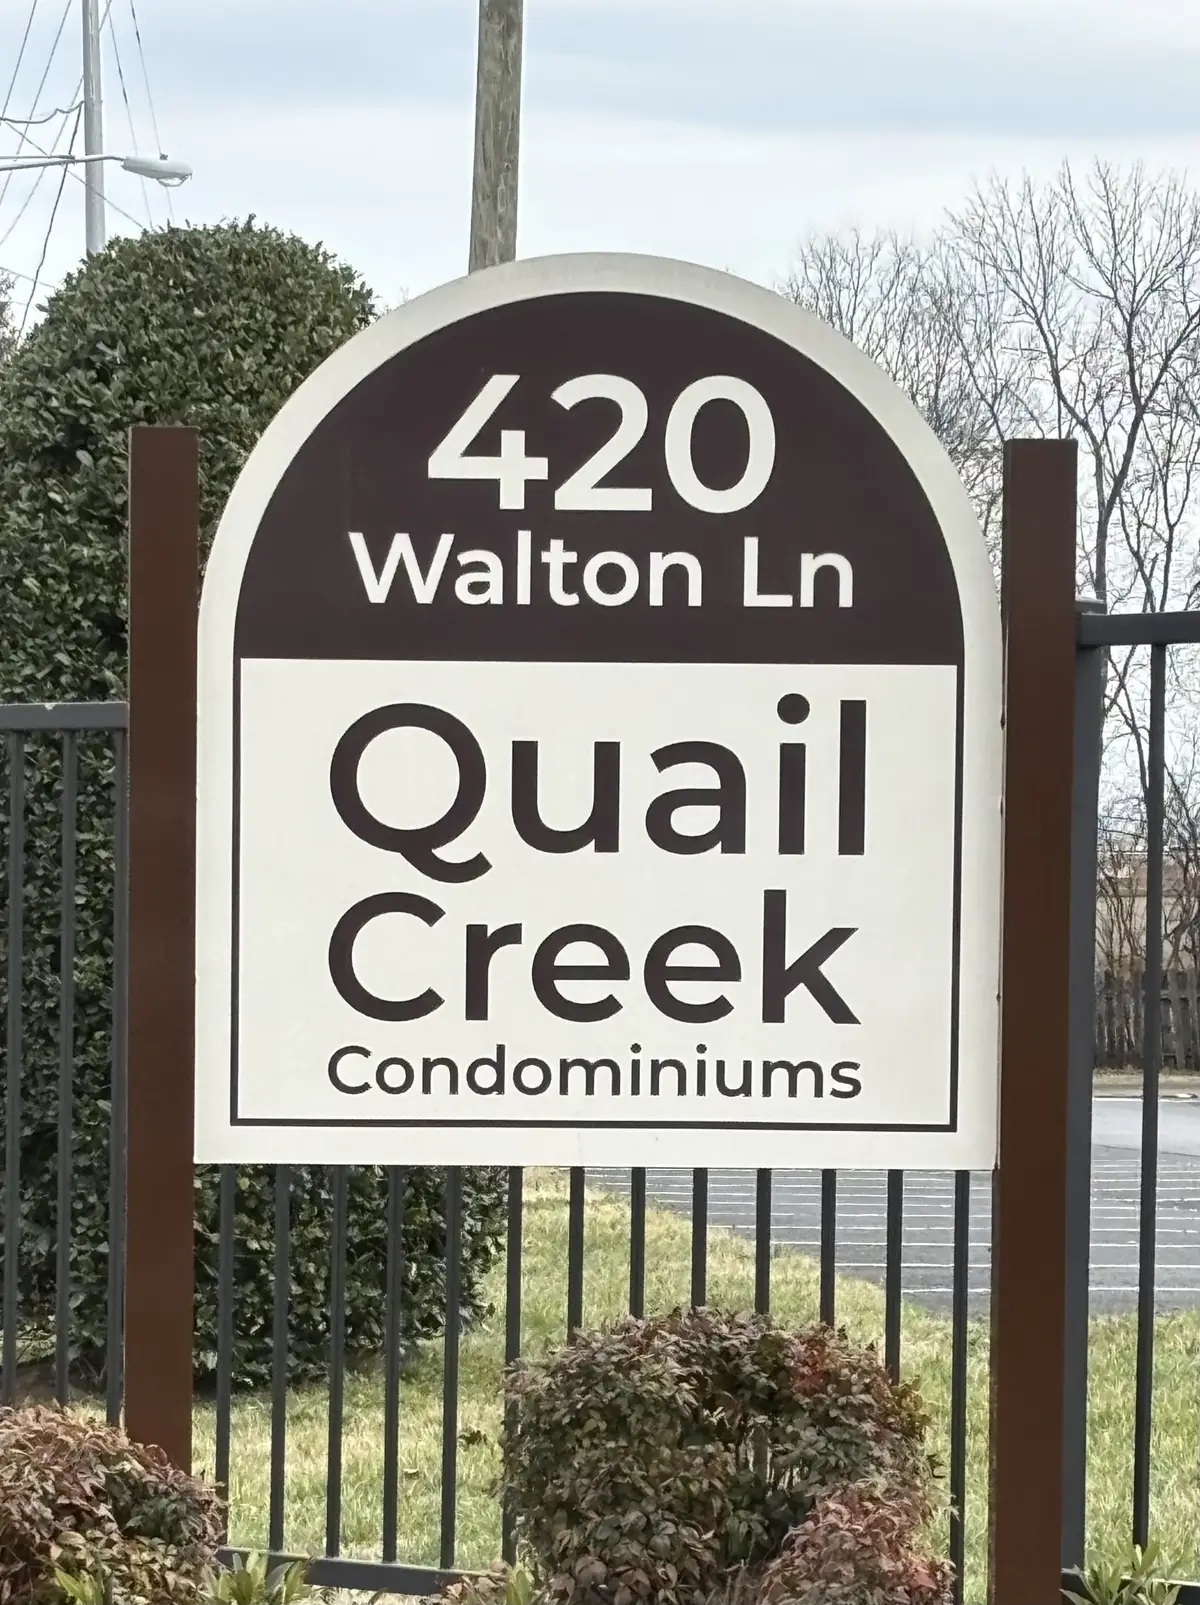 420
Walton Ln
Quail
Creek
Condominiums